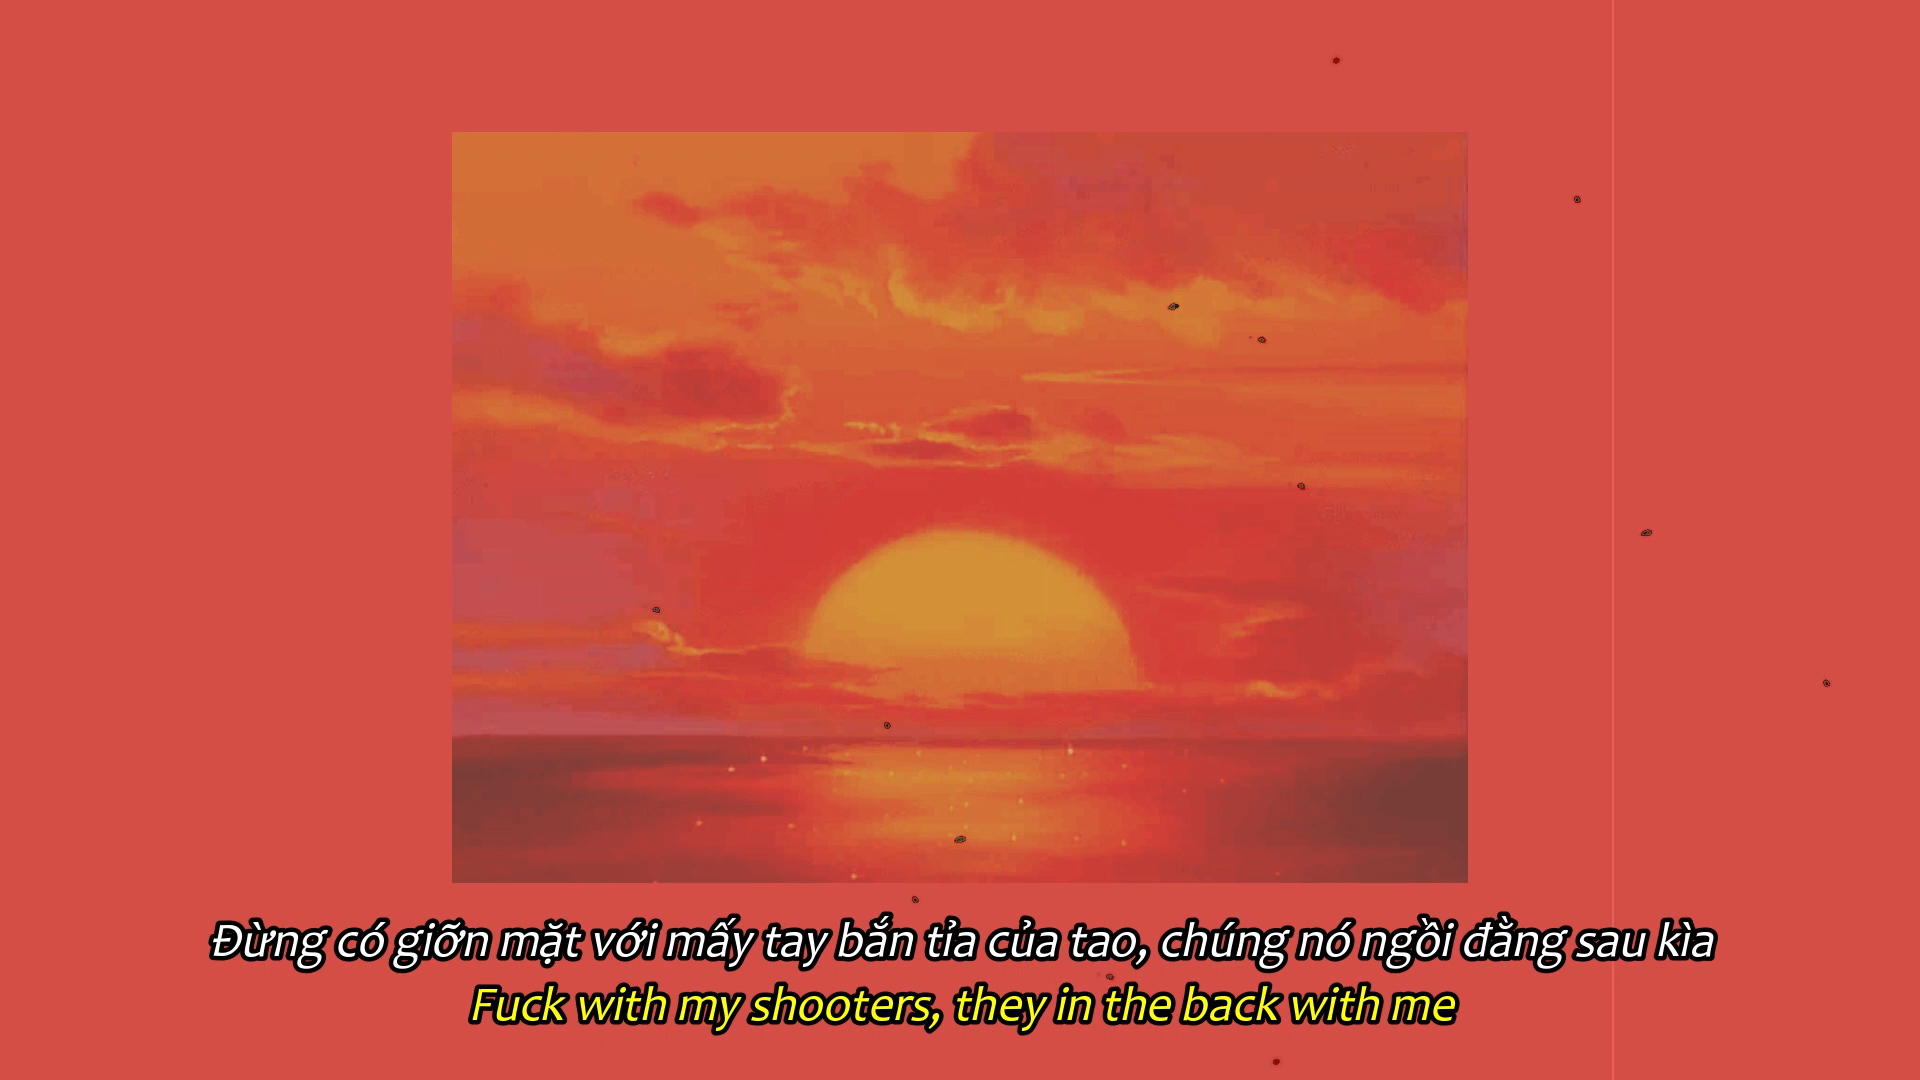 Đừng có giỡn mặt với mấy tay bắn tỉa của tao, chúng nó ngồi đằng sau kìa
Fuck with my shooters, they in the back with me